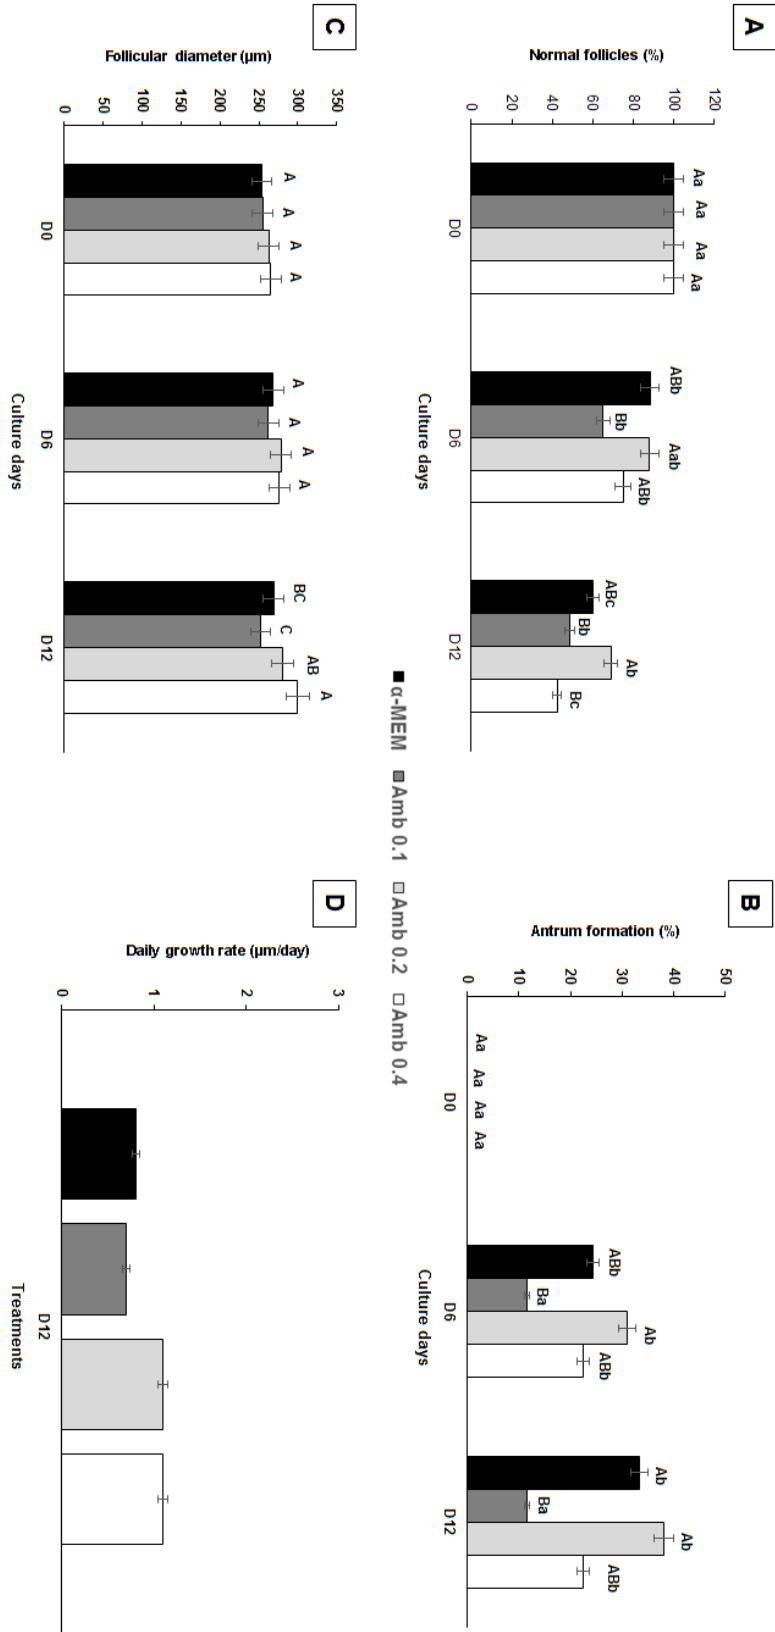 A
Normal follicles (%)
120
100
80
60
40
20
0
Aa Aa Aa Aa
ABb Bb Aab ABb
ABc Bb Ab Bc
D0 D6 D12
Culture days
B
Antrum formation (%)
50
40
30
20
10
0
Aa Aa Aa Aa
ABb Ba Ab ABb
Ab Ba Ab ABb
D0 D6 D12
Culture days
α-MEM Amb 0.1 Amb 0.2 Amb 0.4
C
Follicular diameter (µm)
350
300
250
200
150
100
50
0
A A A A
A A A A
BC C AB A
D0 D6 D12
Culture days
D
Daily growth rate (µm/day)
3
2
1
0
D12
Treatments